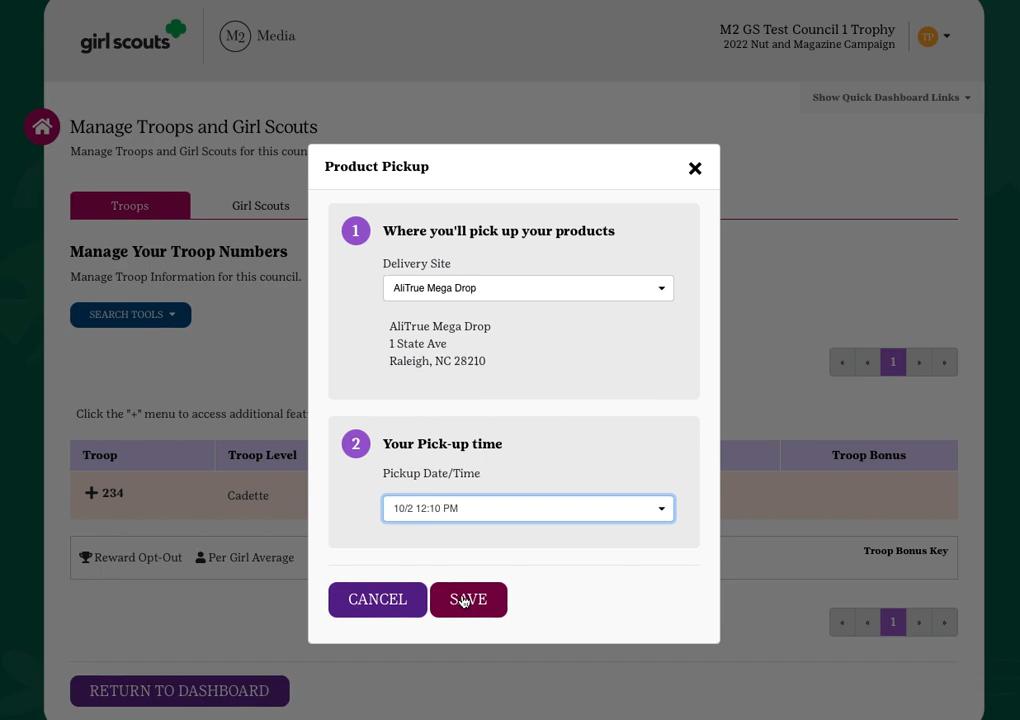 girl scouts
M2 Media
M2 GS Test Council 1 Trophy
2022 Nut and Magazine Campaign
TP
Show Quick Dashboard Links
Manage Troops and Girl Scouts
Manage Troops and Girl Scouts for this coun
Troops
Girl Scouts
Manage Your Troop Numbers
Manage Troop Information for this council.
SEARCH TOOLS
Product Pickup
1 Where you'll pick up your products
Delivery Site
AliTrue Mega Drop
AliTrue Mega Drop
1 State Ave
Raleigh, NC 28210
2 Your Pick-up time
Pickup Date/Time
10/2 12:10 PM
CANCEL
SAVE
« « 1 » »
Click the "+" menu to access additional feat
Troop
Troop Level
Troop Bonus
+ 234
Cadette
Reward Opt-Out
Per Girl Average
Troop Bonus Key
« « 1 » »
RETURN TO DASHBOARD